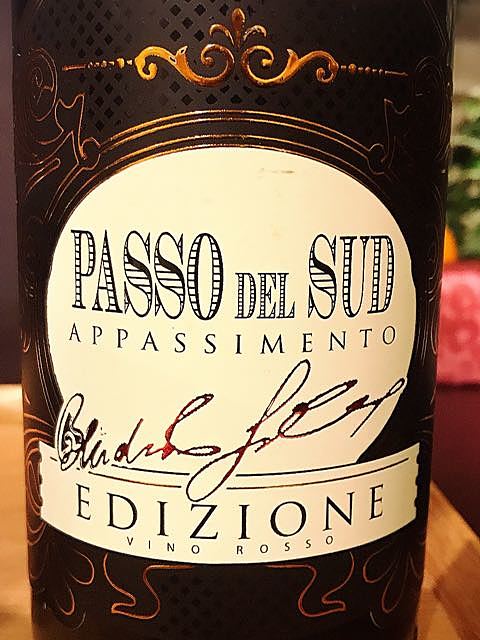 PASSO DEL SUD
APPASSIMENTO
EDIZIONE
VINO ROSSO